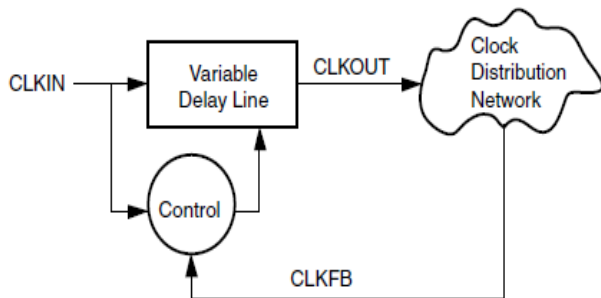 CLKIN
Variable
Delay Line
CLKOUT
Clock
Distribution
Network
Control
CLKFB